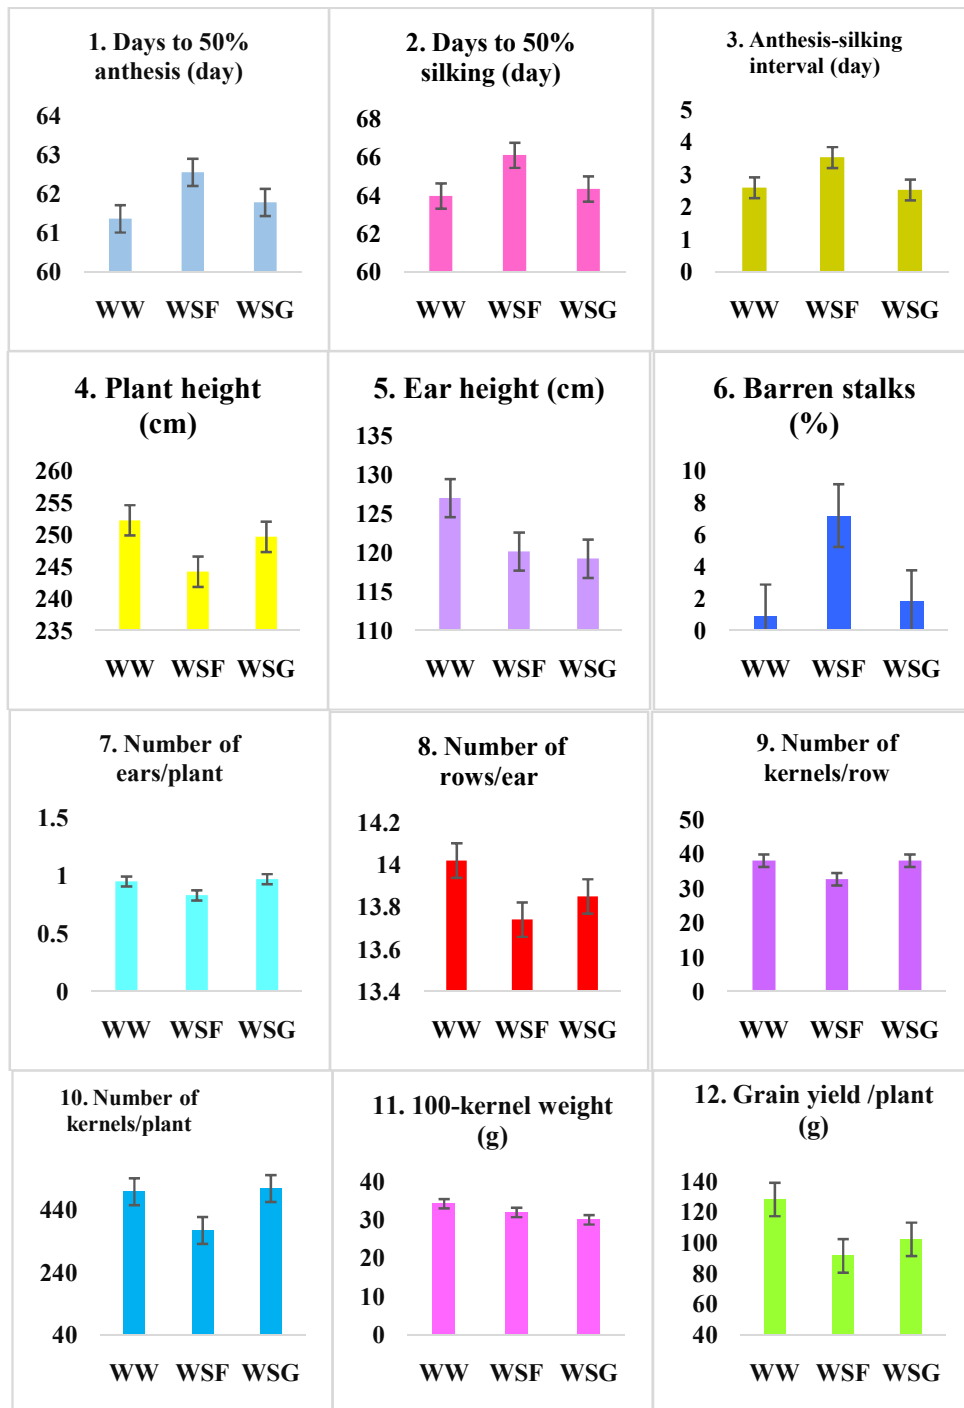 1. Days to 50%
anthesis (day)
64
63
62
61
60
WW WSF WSG
2. Days to 50%
silking (day)
68
66
64
62
60
WW WSF WSG
3. Anthesis-silking
interval (day)
5
4
3
2
1
0
WW WSF WSG
4. Plant height
(cm)
260
255
250
245
240
235
WW WSF WSG
5. Ear height (cm)
135
130
125
120
115
110
WW WSF WSG
6. Barren stalks
(%)
10
8
6
4
2
0
WW WSF WSG
7. Number of
ears/plant
1.5
1
0.5
0
WW WSF WSG
8. Number of
rows/ear
14.2
14
13.8
13.6
13.4
WW WSF WSG
9. Number of
kernels/row
50
40
30
20
10
0
WW WSF WSG
10. Number of
kernels/plant
440
240
40
WW WSF WSG
11. 100-kernel weight
(g)
40
30
20
10
0
WW WSF WSG
12. Grain yield /plant
(g)
140
120
100
80
60
40
WW WSF WSG